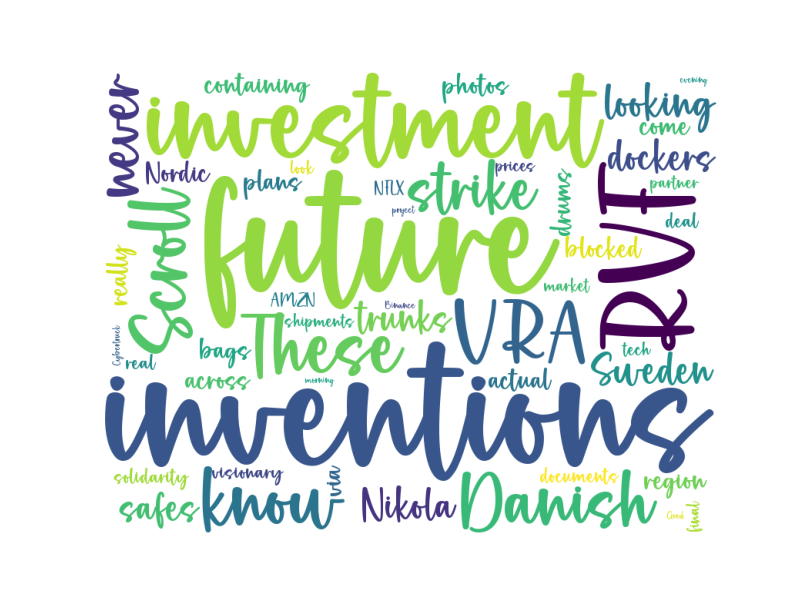 evening
containing
photos
never
investment
looking
come
dockers
Nordic
look
prices
plans
NFLX
strike
partner
project
drums
deal
Scroll
future
RVF
blocked
really
market
AMZN
Binance
VRA
shipments
trunks
These
Cybertruck
real
bags
tech
Sweden
across
morning
actual
inventions
solidarity
visionary
documents
know
via
region
safes
Nikola
Danish
final
Good